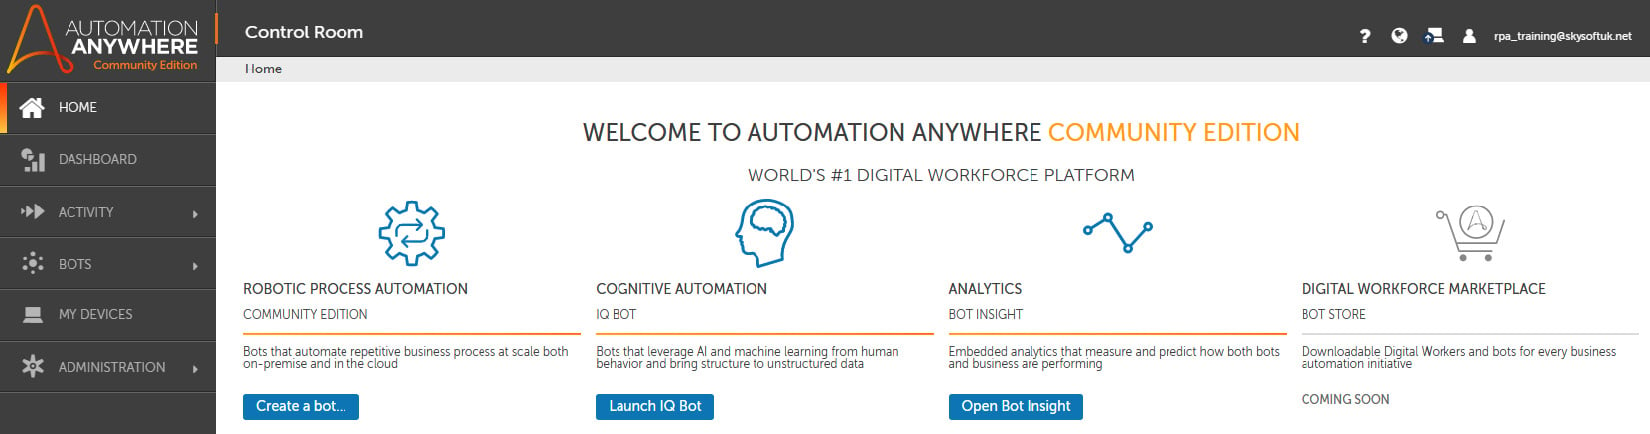 AUTOMATION
ANYWHERE
Community Edition
Control Room
? rpa_training@skysoftuk.net
Home
HOME
DASHBOARD
ACTIVITY
BOTS
MY DEVICES
ADMINISTRATION
WELCOME TO AUTOMATION ANYWHERE COMMUNITY EDITION
WORLD'S #1 DIGITAL WORKFORCE PLATFORM
ROBOTIC PROCESS AUTOMATION
COMMUNITY EDITION
Bots that automate repetitive business process at scale both
on-premise and in the cloud
Create a bot...
COGNITIVE AUTOMATION
IQ BOT
Bots that leverage AI and machine learning from human
behavior and bring structure to unstructured data
Launch IQ Bot
ANALYTICS
BOT INSIGHT
Embedded analytics that measure and predict how both bots
and business are performing
Open Bot Insight
DIGITAL WORKFORCE MARKETPLACE
BOT STORE
Downloadable Digital Workers and bots for every business
automation initiative
COMING SOON